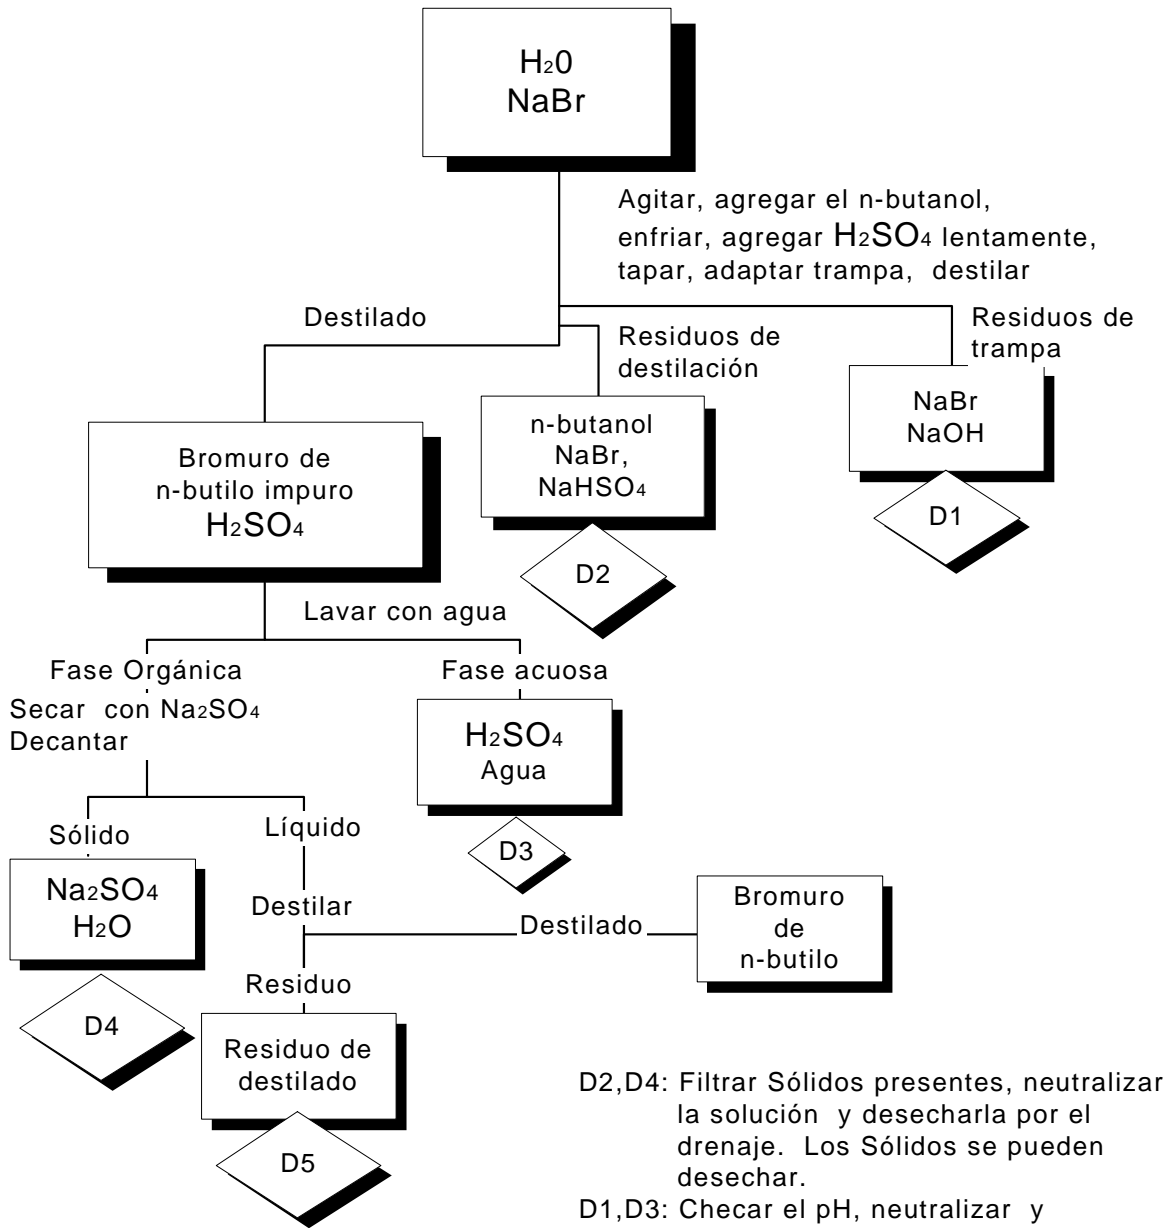 H₂0
NaBr
Agitar, agregar el n-butanol,
enfriar, agregar H₂SO₄ lentamente,
tapar, adaptar trampa, destilar
Destilado
Residuos de
destilación
Residuos de
trampa
Bromuro de
n-butilo impuro
H₂SO₄
n-butanol
NaBr,
NaHSO₄
NaBr
NaOH
D1
D2
Lavar con agua
Fase Orgánica
Secar con Na₂SO₄
Decantar
Fase acuosa
H₂SO₄
Agua
D3
Sólido
Líquido
Na₂SO₄
H₂O
D4
Destilar
Destilado
Bromuro
de
n-butilo
Residuo
Residuo de
destilado
D5
D2,D4: Filtrar Sólidos presentes, neutralizar
la solución y desecharla por el
drenaje. Los Sólidos se pueden
desechar.
D1,D3: Checar el pH, neutralizar y